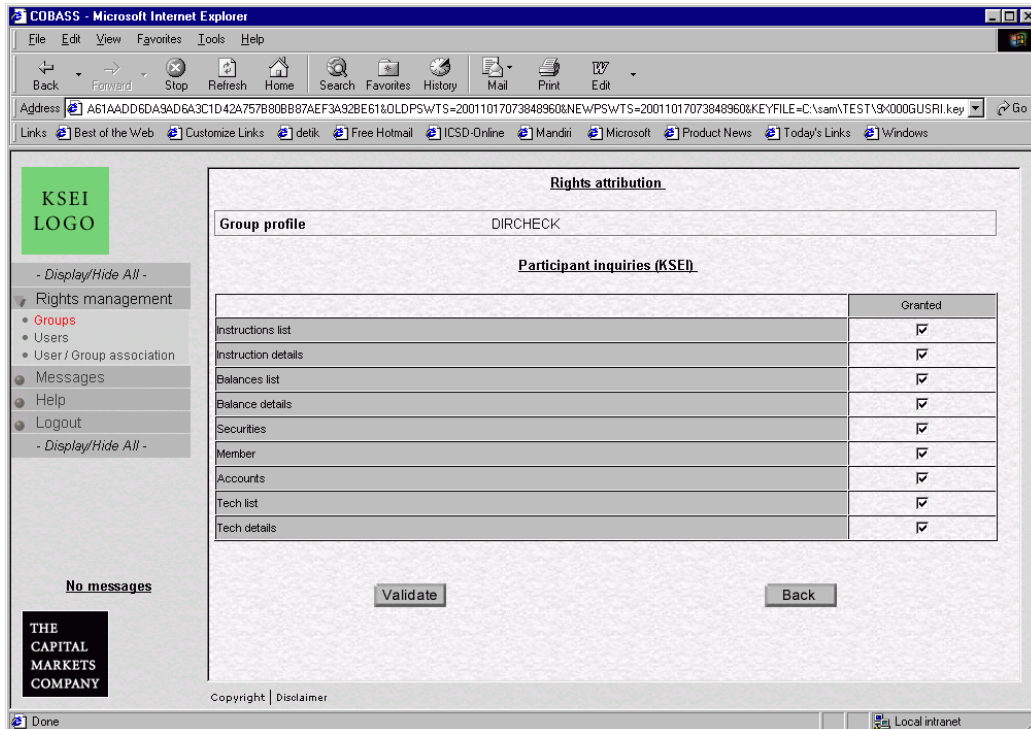 COBASS - Microsoft Internet Explorer
File Edit View Favorites Tools Help
Back Forward Stop Refresh Home Search Favorites History Mail Print Edit
Address A61AADD6DA9AD6A3C1D42A757B80BB87AEF3A92BE61&OLDPSWTS=20011017073848960&NEWPSWTS=20011017073848960&KEYFILE=C:\sam\TEST\9X000GUSRI.key Go
Links Best of the Web Customize Links detik Free Hotmail ICSD-Online Mandiri Microsoft Product News Today's Links Windows
KSEI
LOGO
- Display/Hide All -
Rights management
Groups
Users
User / Group association
Messages
Help
Logout
- Display/Hide All -
No messages
THE
CAPITAL
MARKETS
COMPANY
Rights attribution
Group profile DIRCHECK
Participant inquiries (KSEI)
Granted
Instructions list
Instruction details
Balances list
Balance details
Securities
Member
Accounts
Tech list
Tech details
Validate Back
Copyright | Disclaimer
Done Local intranet